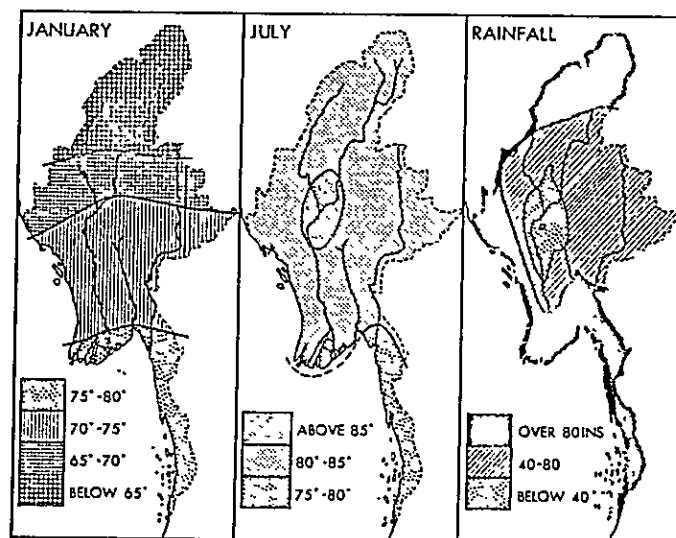 JANUARY
75°-80°
70°-75°
65°-70°
BELOW 65°
JULY
ABOVE 85°
80°-85°
75°-80°
RAINFALL
OVER 80INS
40-80
BELOW 40